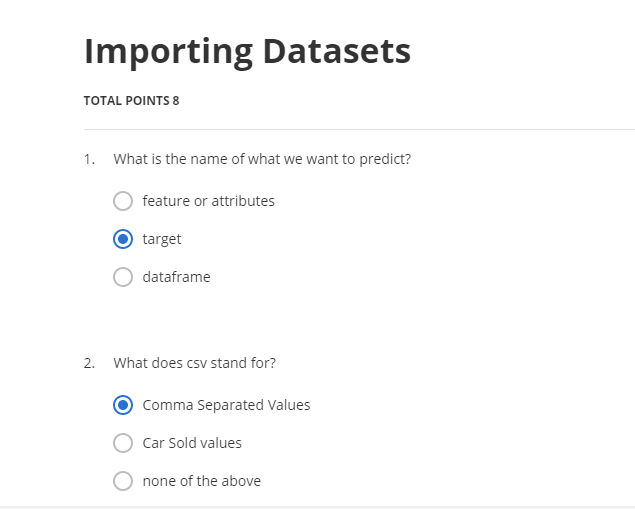 Importing Datasets
TOTAL POINTS 8
1. What is the name of what we want to predict?
feature or attributes
target
dataframe
2. What does csv stand for?
Comma Separated Values
Car Sold values
none of the above